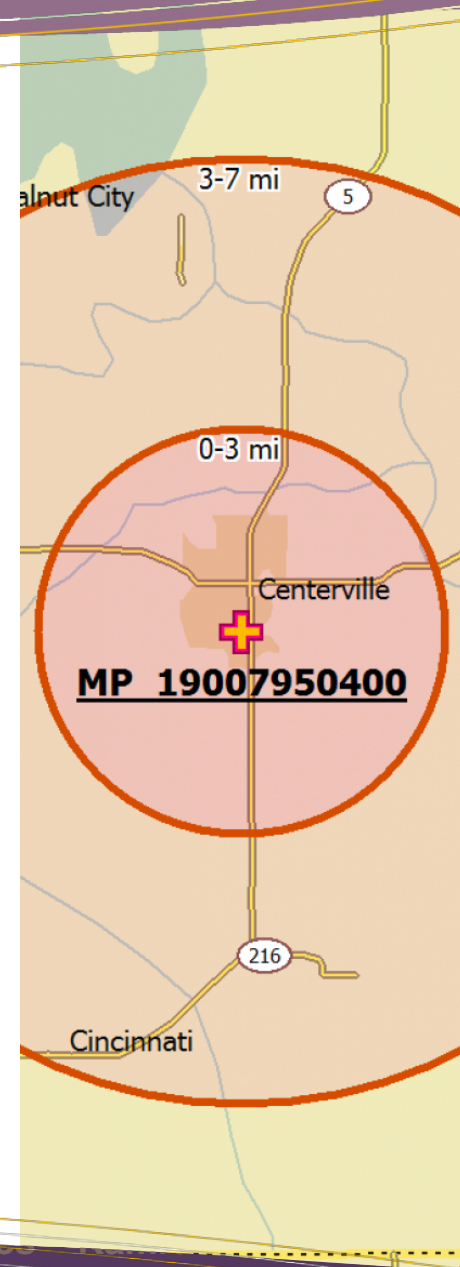 3-7 mi
5
alnut City
0-3 mi
Centerville
MP 19007950400
216
Cincinnati